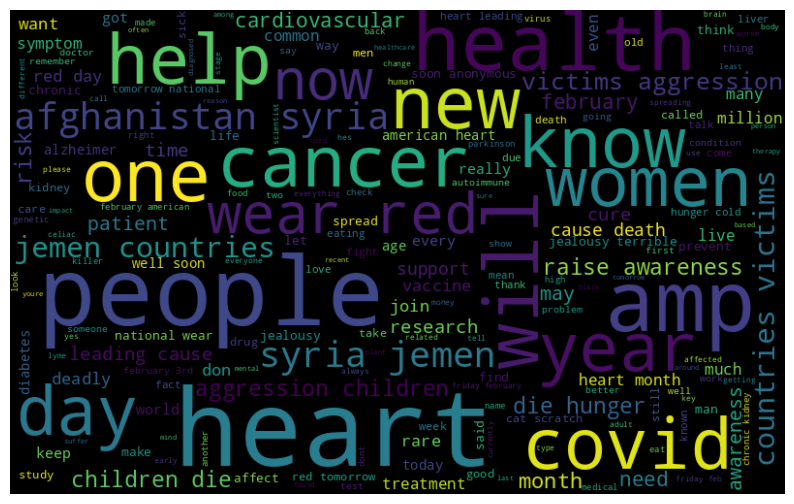 want
got
made
often
among
cardiovascular
back
heart leading
virus
brain
liver
old
think
body
symptom
doctor
remember
help
common
say
way
men
sick
even
health
many
thing
different
stage
red day
chronic
call
tomorrow national
now
change
human
soon anonymous
victims aggression
least
worse
afghanistan syria
reason
scientist
new
death
going
february
called
million
spreading
right
hes
life
american heart
know
talk
person
risk
alzheimer
time
one
cancer
parkinson
really
due
use
come
condition
therapy
please
kidney
food
two
everything
check
autoimmune
sure
women
care
february american
wear red
will
cure
hunger cold
genetic
impact
patient
spread
eating
cause death
jealousy terrible
live
based
celiac
let
fight
every
show
first
prevent
jemen countries
age
killer
everyone
recent
well soon
love
support
mean
high
tomorrow
raise awareness
look
youre
people
vaccine
thank
may
problem
amp
countries victims
someone
yes
money
join
black
national wear
jealousy
take
research
related
tell
year
drug
lyme
plant
affected
around
diabetes
leading cause
february 3rd
don
syria jemen
find
much
mental
always
heart month
work
getting
deadly
fact
aggression children
friday february
better
well
key
suffer
day
world
heart
name
die hunger
still
man
awareness
chronic kidney
mind
another
week
cat scratch
known
keep
make
dont
rare
said
covid
early
today
currently
adult
eat
study
affect
red tomorrow
good
type
month
need
children die
found
test
treatment
last
medical
friday feb